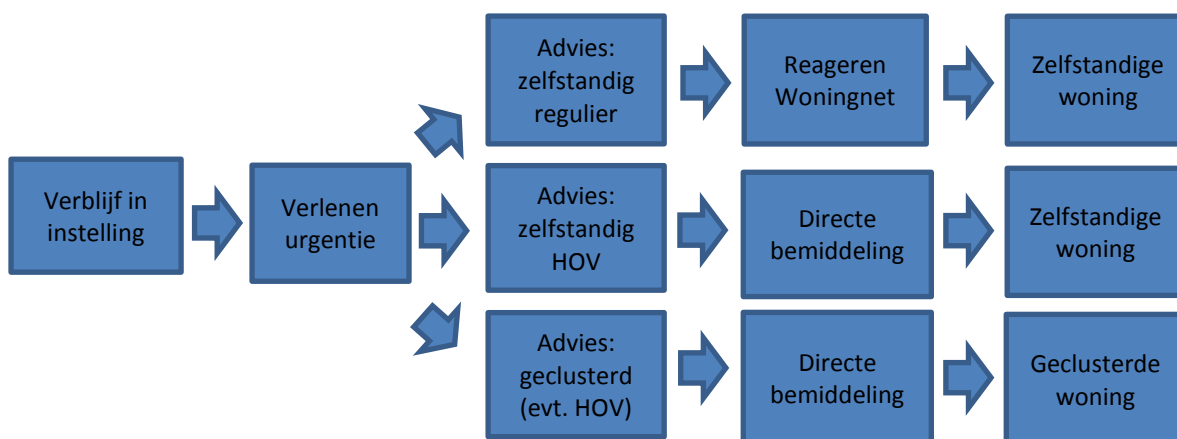 Verblijf in
instelling
Verlenen
urgentie
Advies:
zelfstandig
regulier
Reageren
Woningnet
Zelfstandige
woning
Advies:
zelfstandig
HOV
Directe
bemiddeling
Zelfstandige
woning
Advies:
geclusterd
(evt. HOV)
Directe
bemiddeling
Geclusterde
woning